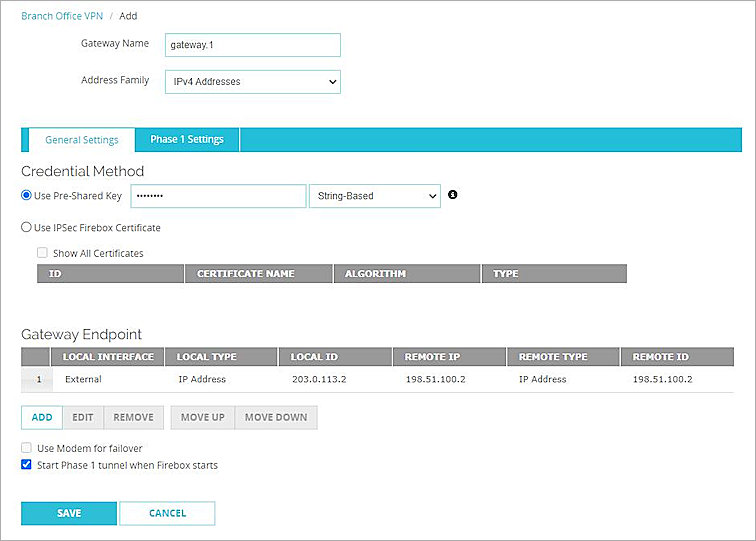 Branch Office VPN / Add
Gateway Name gateway.1
Address Family IPv4 Addresses
General Settings Phase 1 Settings
Credential Method
Use Pre-Shared Key •••••••• String-Based
Use IPSec Firebox Certificate
Show All Certificates
ID CERTIFICATE NAME ALGORITHM TYPE
Gateway Endpoint
LOCAL INTERFACE LOCAL TYPE LOCAL ID REMOTE IP REMOTE TYPE REMOTE ID
1 External IP Address 203.0.113.2 198.51.100.2 IP Address 198.51.100.2
ADD EDIT REMOVE MOVE UP MOVE DOWN
Use Modem for failover
Start Phase 1 tunnel when Firebox starts
SAVE CANCEL